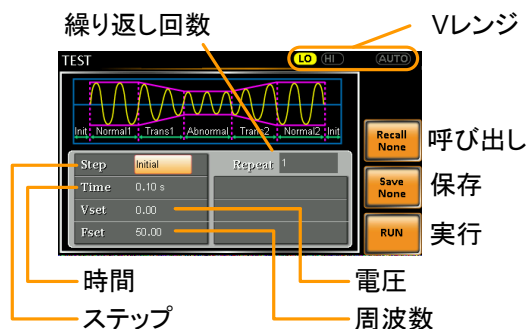 繰り返し回数
Vレンジ
TEST
LO HI AUTO
Init Normal1 Trans1 Abnormal Trans2 Normal2 Init
Recall None
呼び出し
Step Initial
Repeat 1
Time 0.10 s
Save None
保存
Vset 0.00
Fset 50.00
RUN
実行
時間
電圧
ステップ
周波数